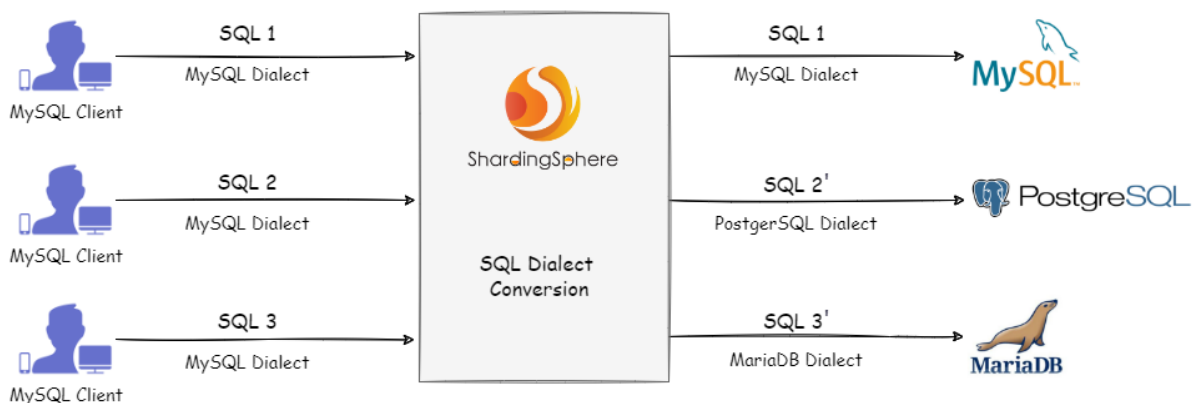 SQL 1
MySQL Dialect
MySQL Client
SQL 2
MySQL Dialect
MySQL Client
SQL 3
MySQL Dialect
MySQL Client
ShardingSphere
SQL Dialect
Conversion
SQL 1
MySQL Dialect
MySQL
SQL 2'
PostgerSQL Dialect
PostgreSQL
SQL 3'
MariaDB Dialect
MariaDB